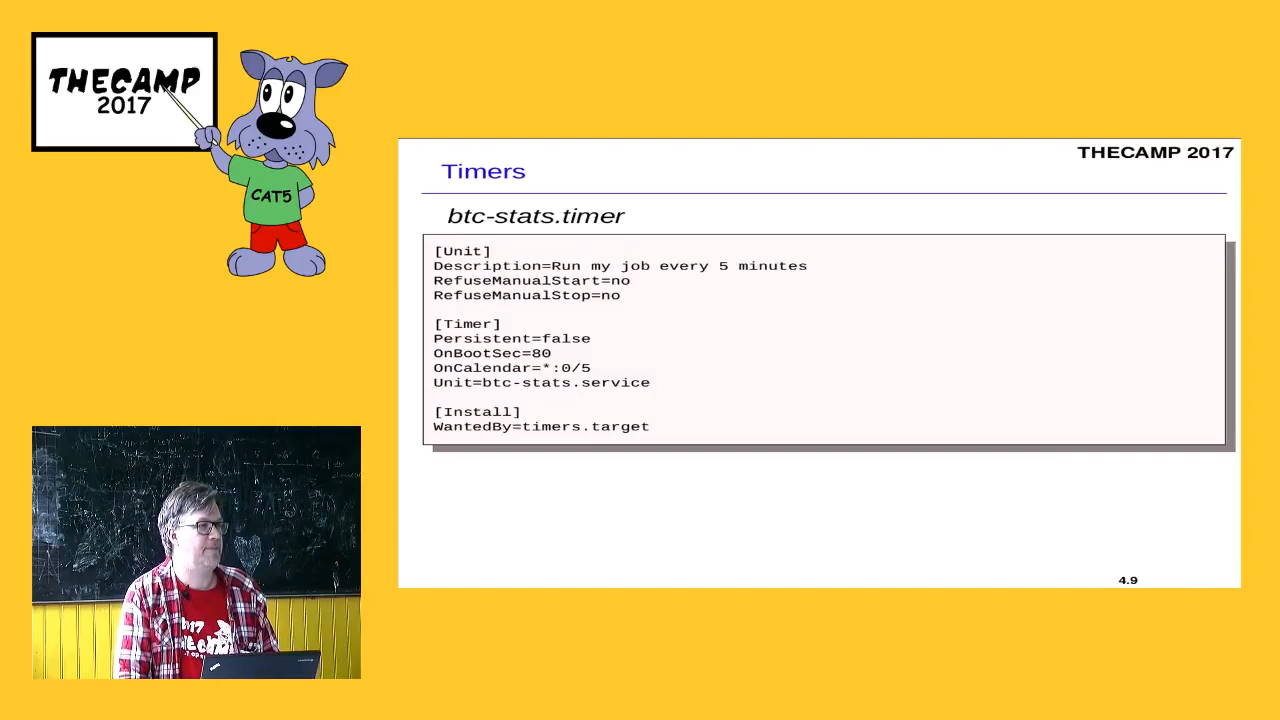 THECAMP
2017
CAT5
THECAMP 2017
Timers
btc-stats.timer
[Unit]
Description=Run my job every 5 minutes
RefuseManualStart=no
RefuseManualStop=no
[Timer]
Persistent=false
OnBootSec=80
OnCalendar=*:0/5
Unit=btc-stats.service
[Install]
WantedBy=timers.target
4.9